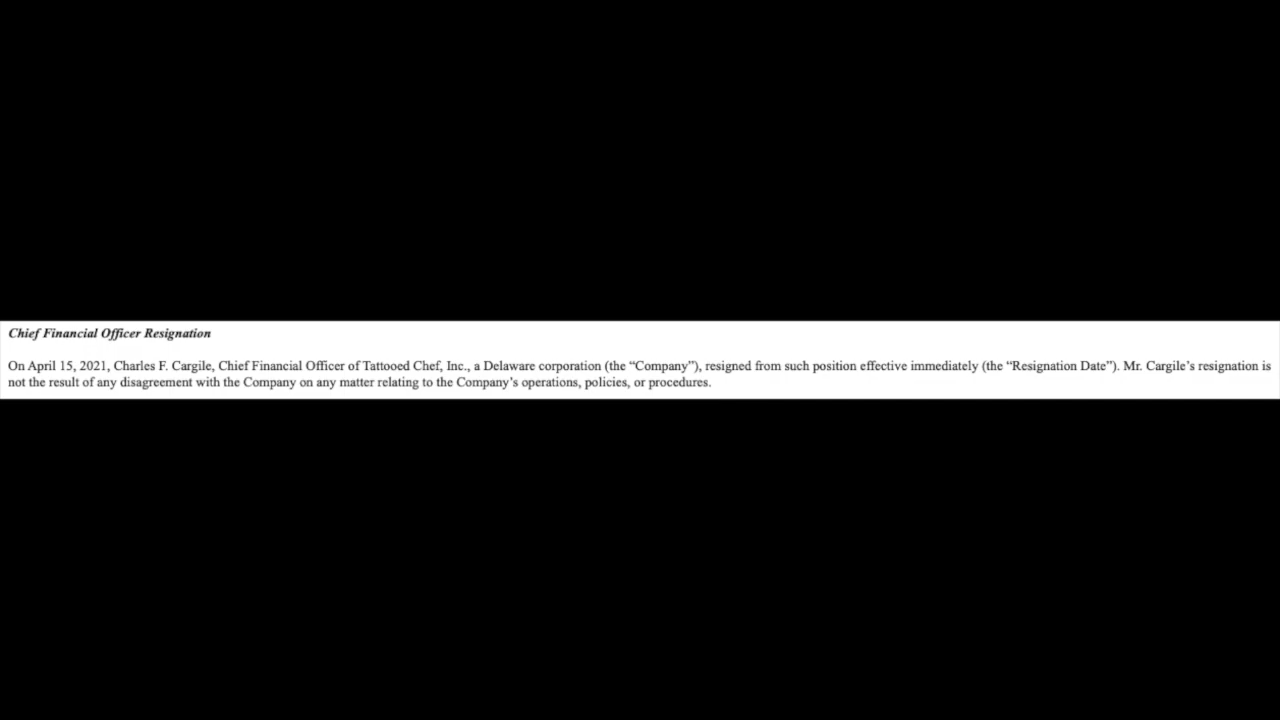 Chief Financial Officer Resignation
On April 15, 2021, Charles F. Cargile, Chief Financial Officer of Tattooed Chef, Inc., a Delaware corporation (the “Company”), resigned from such position effective immediately (the “Resignation Date”). Mr. Cargile’s resignation is
not the result of any disagreement with the Company on any matter relating to the Company’s operations, policies, or procedures.